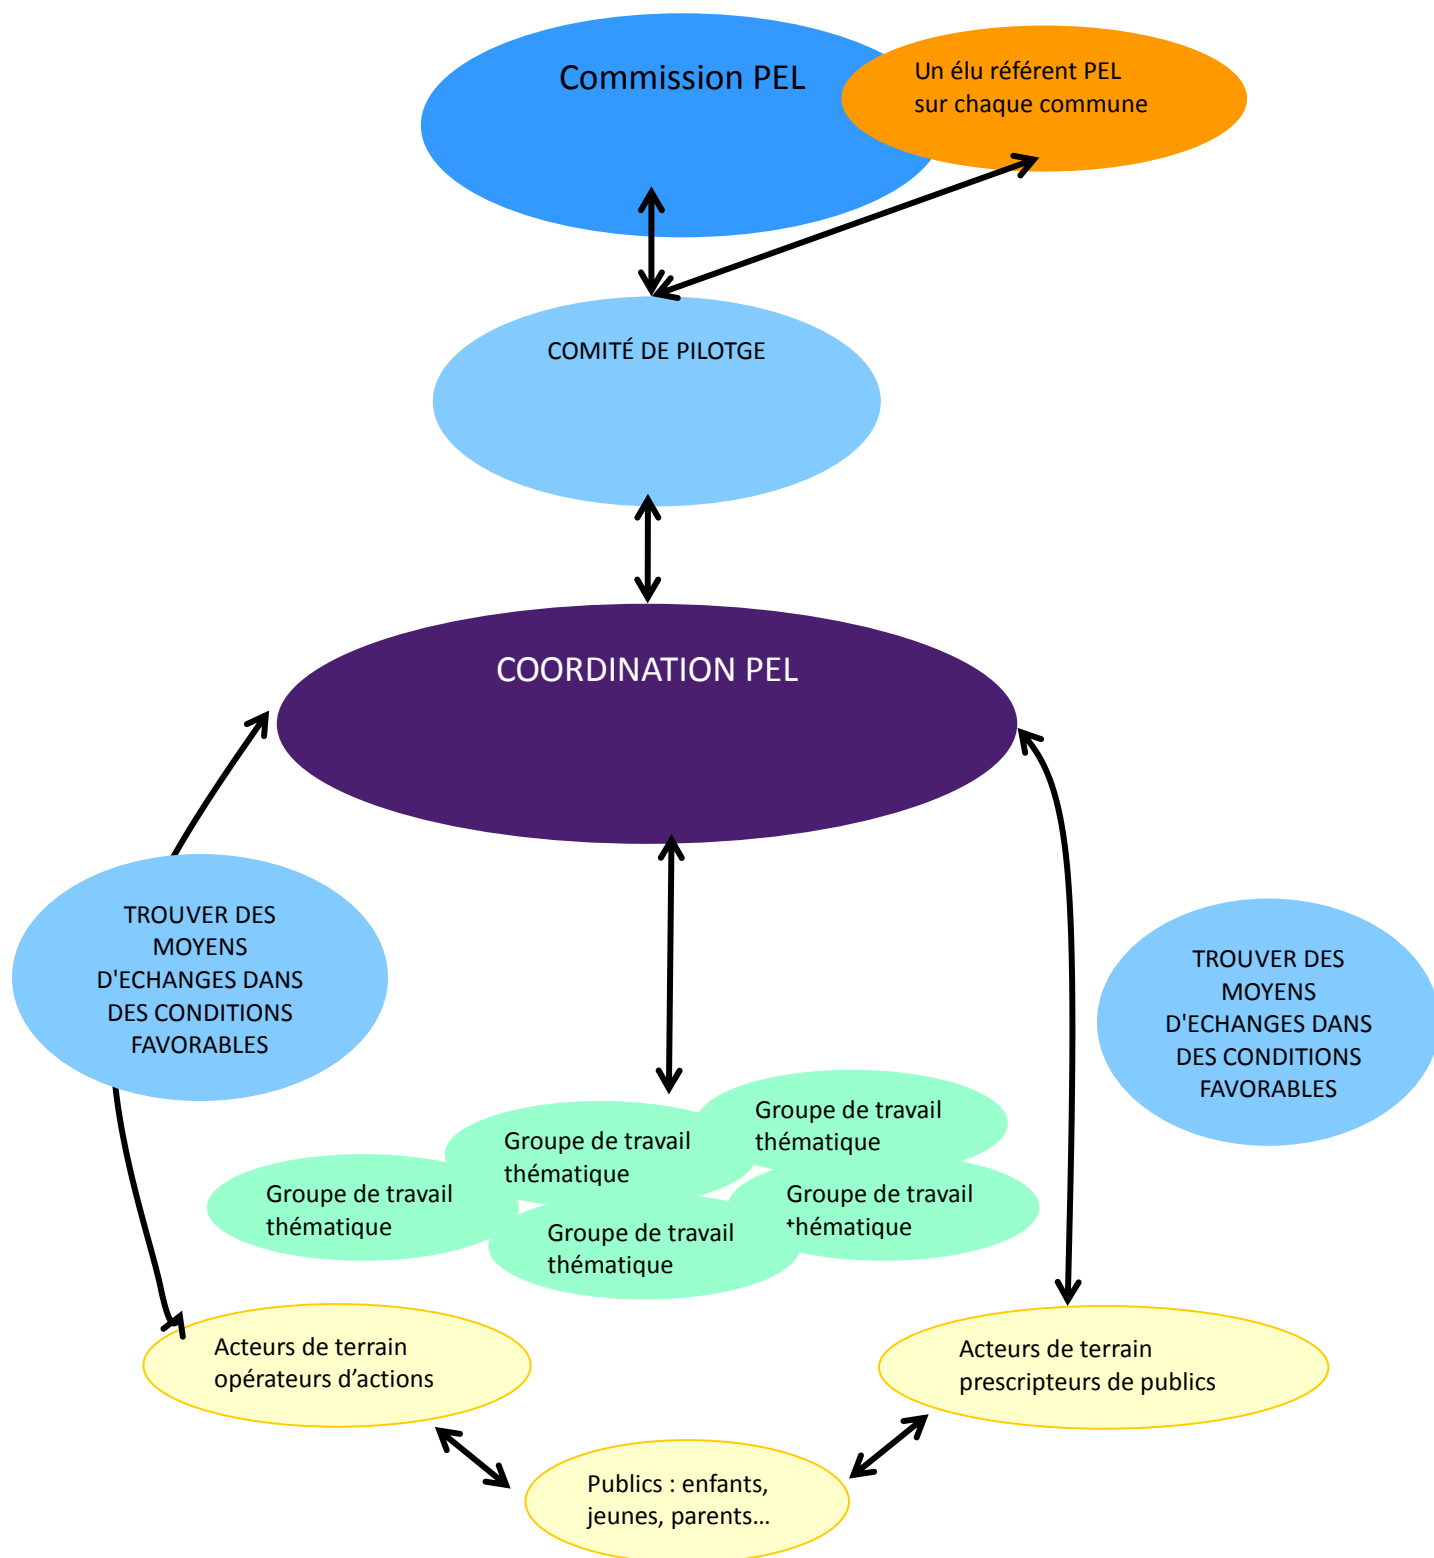 Commission PEL
Un élu référent PEL
sur chaque commune
COMITÉ DE PILOTGE
COORDINATION PEL
TROUVER DES
MOYENS
D'ECHANGES DANS
DES CONDITIONS
FAVORABLES
TROUVER DES
MOYENS
D'ECHANGES DANS
DES CONDITIONS
FAVORABLES
Groupe de travail
thématique
Groupe de travail
thématique
Groupe de travail
thématique
Groupe de travail
thématique
Groupe de travail
thématique
Acteurs de terrain
opérateurs d’actions
Acteurs de terrain
prescripteurs de publics
Publics : enfants,
jeunes, parents…